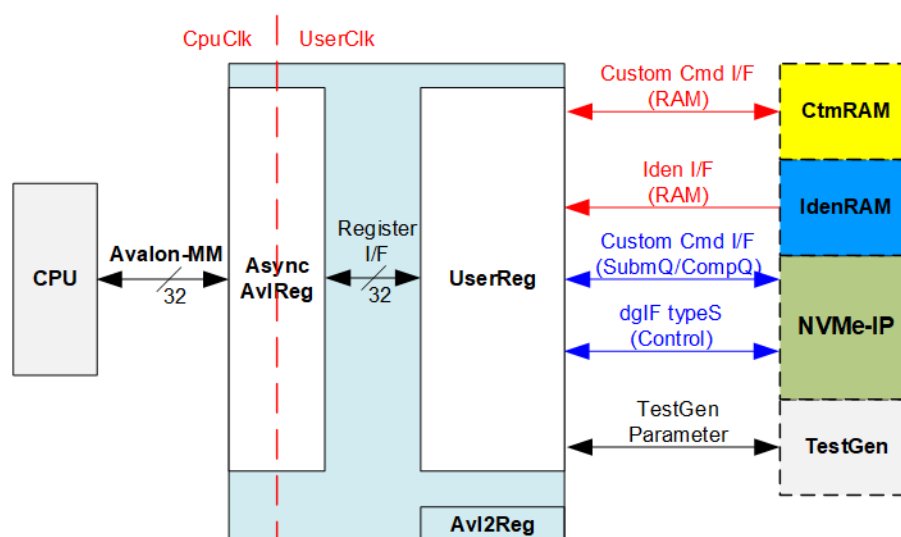 CpuClk
UserClk
Custom Cmd I/F
(RAM)
CtmRAM
Iden I/F
(RAM)
IdenRAM
CPU
Avalon-MM
32
Async
AvlReg
Register
I/F
32
UserReg
Custom Cmd I/F
(SubmQ/CompQ)
NVMe-IP
dgIF typeS
(Control)
TestGen
Parameter
TestGen
Avl2Reg